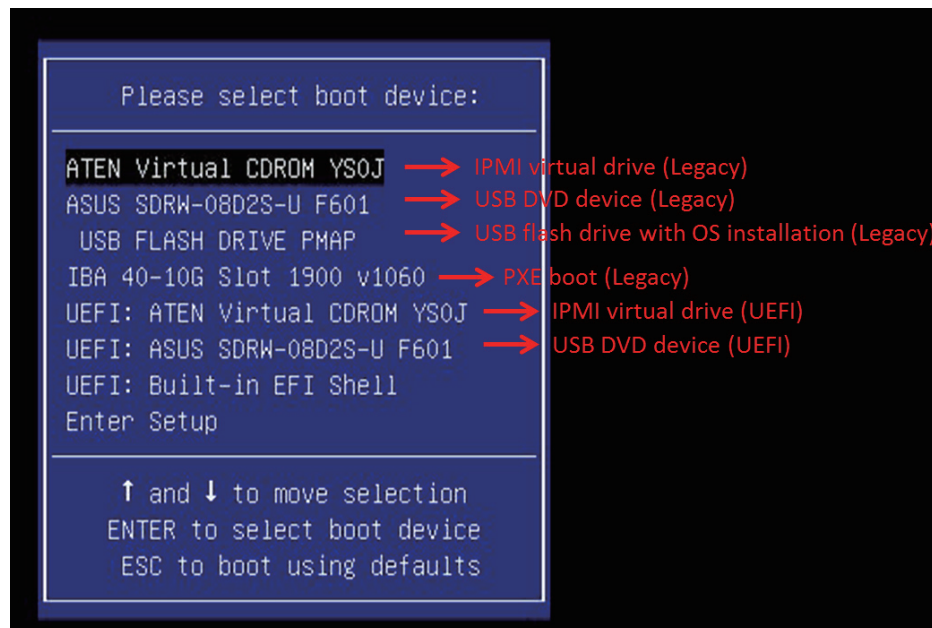 Please select boot device:
ATEN Virtual CDROM YS0J → IPMI virtual drive (Legacy)
ASUS SDRW-08D2S-U F601 → USB DVD device (Legacy)
USB FLASH DRIVE PMAP → USB flash drive with OS installation (Legacy)
IBA 40-10G Slot 1900 v1060 → PXE boot (Legacy)
UEFI: ATEN Virtual CDROM YS0J → IPMI virtual drive (UEFI)
UEFI: ASUS SDRW-08D2S-U F601 → USB DVD device (UEFI)
UEFI: Built-in EFI Shell
Enter Setup
↑ and ↓ to move selection
ENTER to select boot device
ESC to boot using defaults